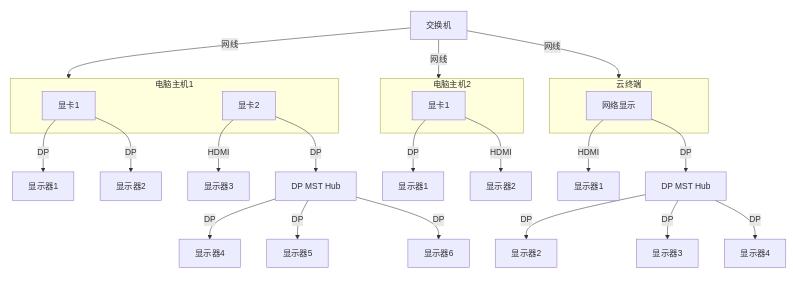 交换机
网线
网线
网线
电脑主机1
电脑主机2
云终端
显卡1
显卡2
显卡1
网络显示
DP
DP
HDMI
DP
DP
HDMI
HDMI
DP
显示器1
显示器2
显示器3
DP MST Hub
显示器1
显示器2
显示器1
DP MST Hub
DP
DP
DP
DP
DP
DP
显示器4
显示器5
显示器6
显示器2
显示器3
显示器4